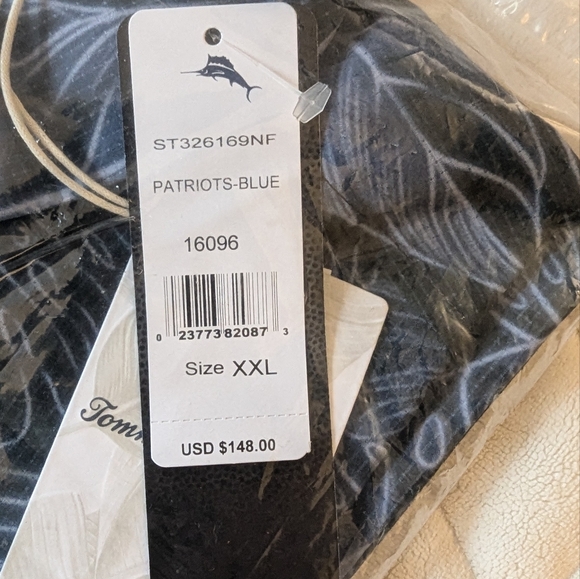 ST326169NF
PATRIOTS-BLUE
16096
0 23773 82087 3
Size XXL
USD $148.00